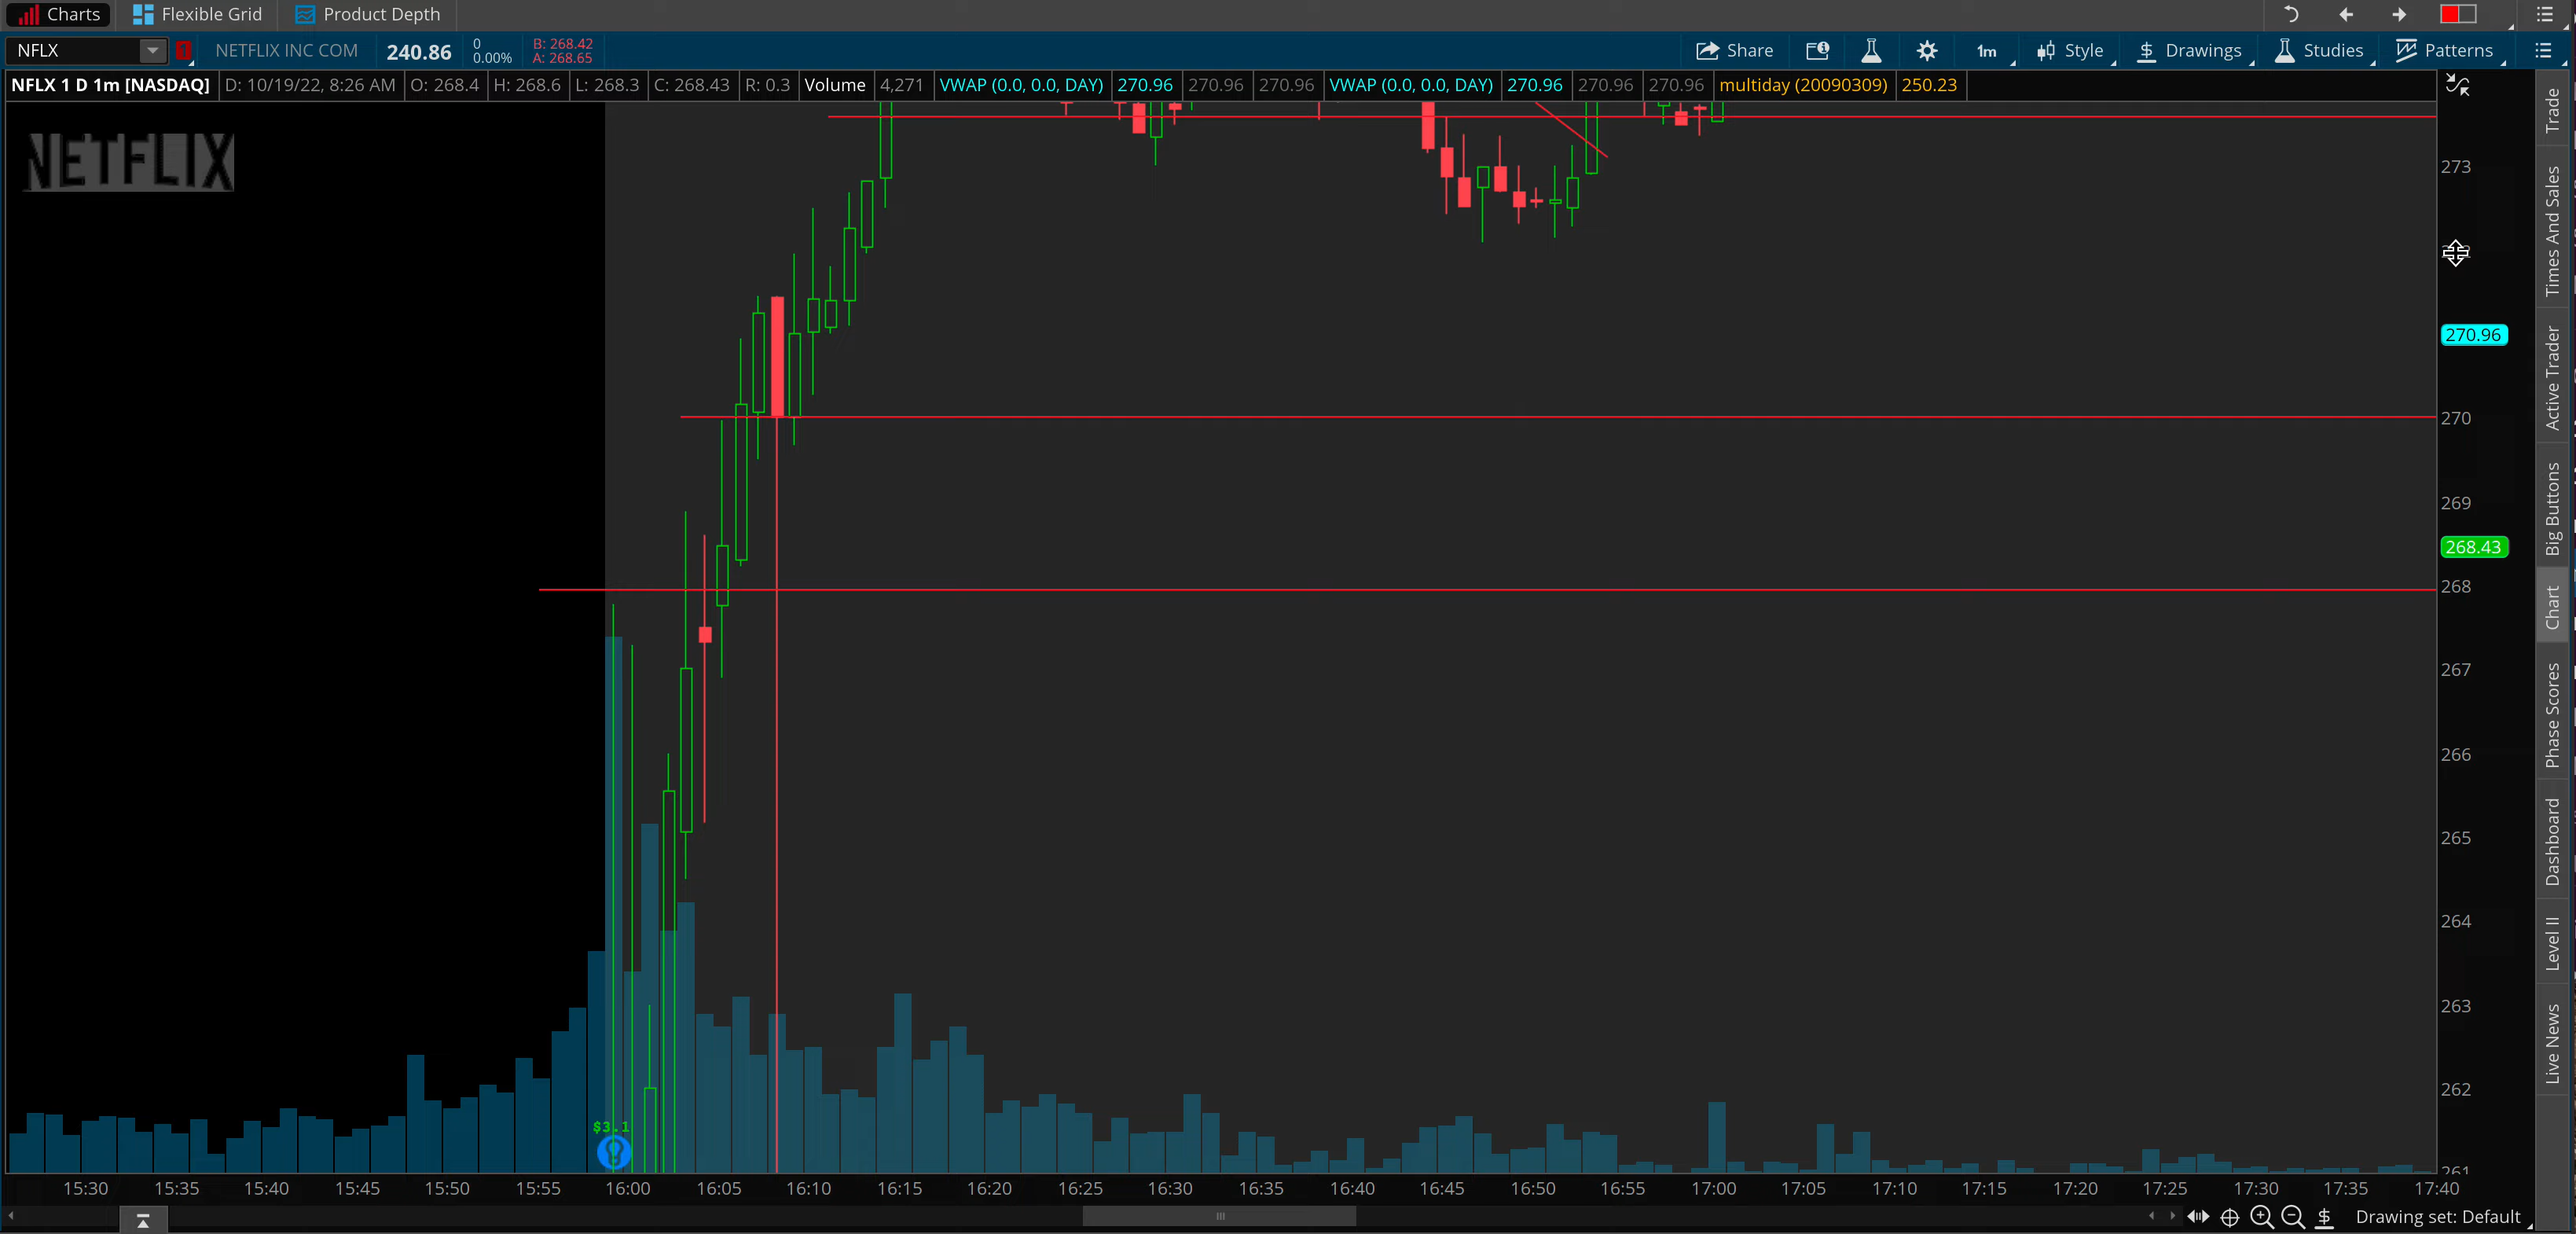 Charts Flexible Grid Product Depth
NFLX 1 NETFLIX INC COM 240.86 0 B: 268.42
0.00% A: 268.65
Share 1m Style $ Drawings Studies Patterns
NFLX 1 D 1m [NASDAQ] D: 10/19/22, 8:26 AM O: 268.4 H: 268.6 L: 268.3 C: 268.43 R: 0.3 Volume 4,271 VWAP (0.0, 0.0, DAY) 270.96 270.96 270.96 VWAP (0.0, 0.0, DAY) 270.96 270.96 270.96 multiday (20090309) 250.23
NETFLIX
273
270.96
270
269
268.43
268
267
266
265
264
263
262
261
$3.1
15:30 15:35 15:40 15:45 15:50 15:55 16:00 16:05 16:10 16:15 16:20 16:25 16:30 16:35 16:40 16:45 16:50 16:55 17:00 17:05 17:10 17:15 17:20 17:25 17:30 17:35 17:40
$ Drawing set: Default
Trade
Times And Sales
Active Trader
Big Buttons
Chart
Phase Scores
Dashboard
Level II
Live News